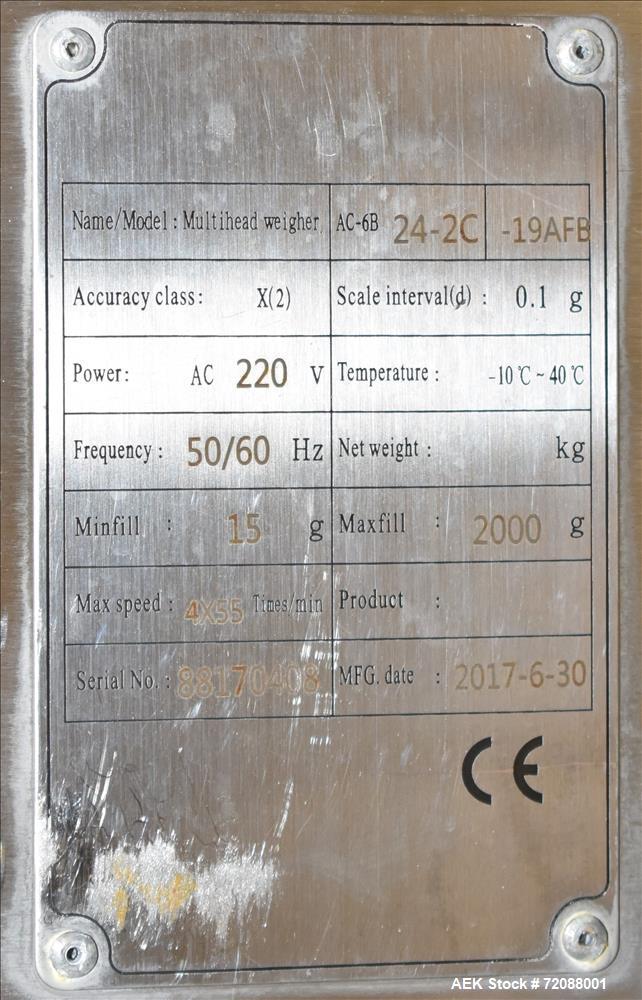 Name/Model : Multihead weigher AC-6B 24-2C -19AFB
Accuracy class: X(2) Scale interval(d) : 0.1 g
Power: AC 220 V Temperature : -10℃ ~ 40℃
Frequency : 50/60 Hz Net weight : kg
Minfill : 15 g Maxfill : 2000 g
Max speed : 4X55 Times/min Product :
Serial No. : 88170408 MFG. date : 2017-6-30
CE
AEK Stock # 72088001